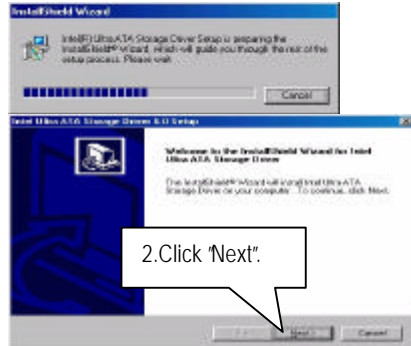 InstallShield Wizard
Intel(R) Ultra ATA Storage Driver Setup is preparing the
InstallShield® Wizard, which will guide you through the rest of the
setup process. Please wait.
Cancel
Intel Ultra ATA Storage Driver 6.0 Setup
Welcome to the InstallShield Wizard for Intel
Ultra ATA Storage Driver
The InstallShield® Wizard will install Intel Ultra ATA
Storage Driver on your computer. To continue, click Next.
2.Click "Next".
Next >
Cancel